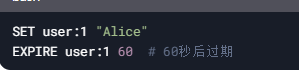 SET user:1 "Alice"
EXPIRE user:1 60  # 60秒后过期